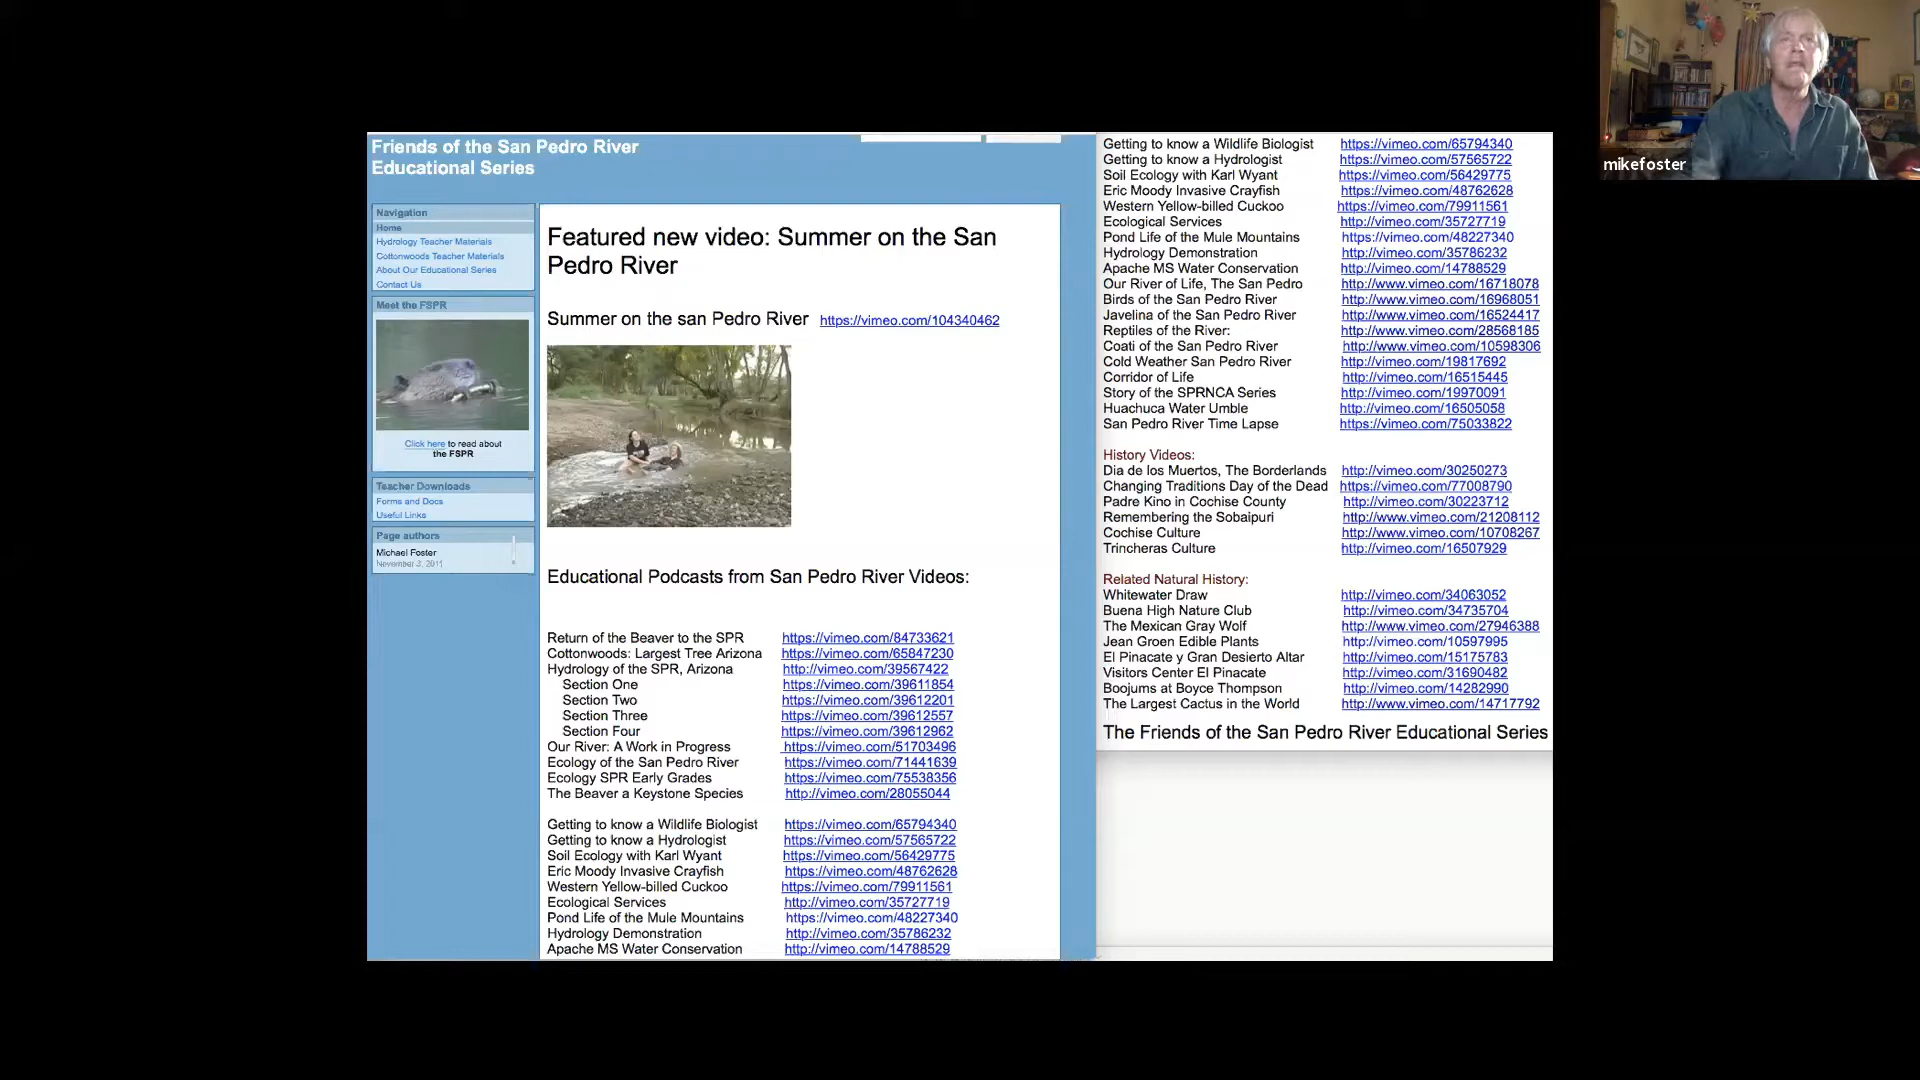 Friends of the San Pedro River
Educational Series
Navigation
Home
Hydrology Teacher Materials
Cottonwoods Teacher Materials
About Our Educational Series
Contact Us
Meet the FSPR
Click here to read about
the FSPR
Teacher Downloads
Forms and Docs
Useful Links
Page authors
Michael Foster
November 3, 2011
Featured new video: Summer on the San
Pedro River
Summer on the san Pedro River https://vimeo.com/104340462
Educational Podcasts from San Pedro River Videos:
Return of the Beaver to the SPR https://vimeo.com/84733621
Cottonwoods: Largest Tree Arizona https://vimeo.com/65847230
Hydrology of the SPR, Arizona http://vimeo.com/39567422
Section One https://vimeo.com/39611854
Section Two https://vimeo.com/39612201
Section Three https://vimeo.com/39612557
Section Four https://vimeo.com/39612962
Our River: A Work in Progress https://vimeo.com/51703496
Ecology of the San Pedro River https://vimeo.com/71441639
Ecology SPR Early Grades https://vimeo.com/75538356
The Beaver a Keystone Species http://vimeo.com/28055044
Getting to know a Wildlife Biologist https://vimeo.com/65794340
Getting to know a Hydrologist https://vimeo.com/57565722
Soil Ecology with Karl Wyant https://vimeo.com/56429775
Eric Moody Invasive Crayfish https://vimeo.com/48762628
Western Yellow-billed Cuckoo https://vimeo.com/79911561
Ecological Services http://vimeo.com/35727719
Pond Life of the Mule Mountains https://vimeo.com/48227340
Hydrology Demonstration http://vimeo.com/35786232
Apache MS Water Conservation http://vimeo.com/14788529
Getting to know a Wildlife Biologist https://vimeo.com/65794340
Getting to know a Hydrologist https://vimeo.com/57565722
Soil Ecology with Karl Wyant https://vimeo.com/56429775
Eric Moody Invasive Crayfish https://vimeo.com/48762628
Western Yellow-billed Cuckoo https://vimeo.com/79911561
Ecological Services http://vimeo.com/35727719
Pond Life of the Mule Mountains https://vimeo.com/48227340
Hydrology Demonstration http://vimeo.com/35786232
Apache MS Water Conservation http://vimeo.com/14788529
Our River of Life, The San Pedro http://www.vimeo.com/16718078
Birds of the San Pedro River http://www.vimeo.com/16968051
Javelina of the San Pedro River http://www.vimeo.com/16524417
Reptiles of the River: http://www.vimeo.com/28568185
Coati of the San Pedro River http://www.vimeo.com/10598306
Cold Weather San Pedro River http://vimeo.com/19817692
Corridor of Life http://vimeo.com/16515445
Story of the SPRNCA Series http://vimeo.com/19970091
Huachuca Water Umble http://vimeo.com/16505058
San Pedro River Time Lapse https://vimeo.com/75033822
History Videos:
Dia de los Muertos, The Borderlands http://vimeo.com/30250273
Changing Traditions Day of the Dead https://vimeo.com/77008790
Padre Kino in Cochise County http://vimeo.com/30223712
Remembering the Sobaipuri http://www.vimeo.com/21208112
Cochise Culture http://www.vimeo.com/10708267
Trincheras Culture http://vimeo.com/16507929
Related Natural History:
Whitewater Draw http://vimeo.com/34063052
Buena High Nature Club http://vimeo.com/34735704
The Mexican Gray Wolf http://www.vimeo.com/27946388
Jean Groen Edible Plants http://vimeo.com/10597995
El Pinacate y Gran Desierto Altar http://vimeo.com/15175783
Visitors Center El Pinacate http://vimeo.com/31690482
Boojums at Boyce Thompson http://vimeo.com/14282990
The Largest Cactus in the World http://www.vimeo.com/14717792
The Friends of the San Pedro River Educational Series
mikefoster